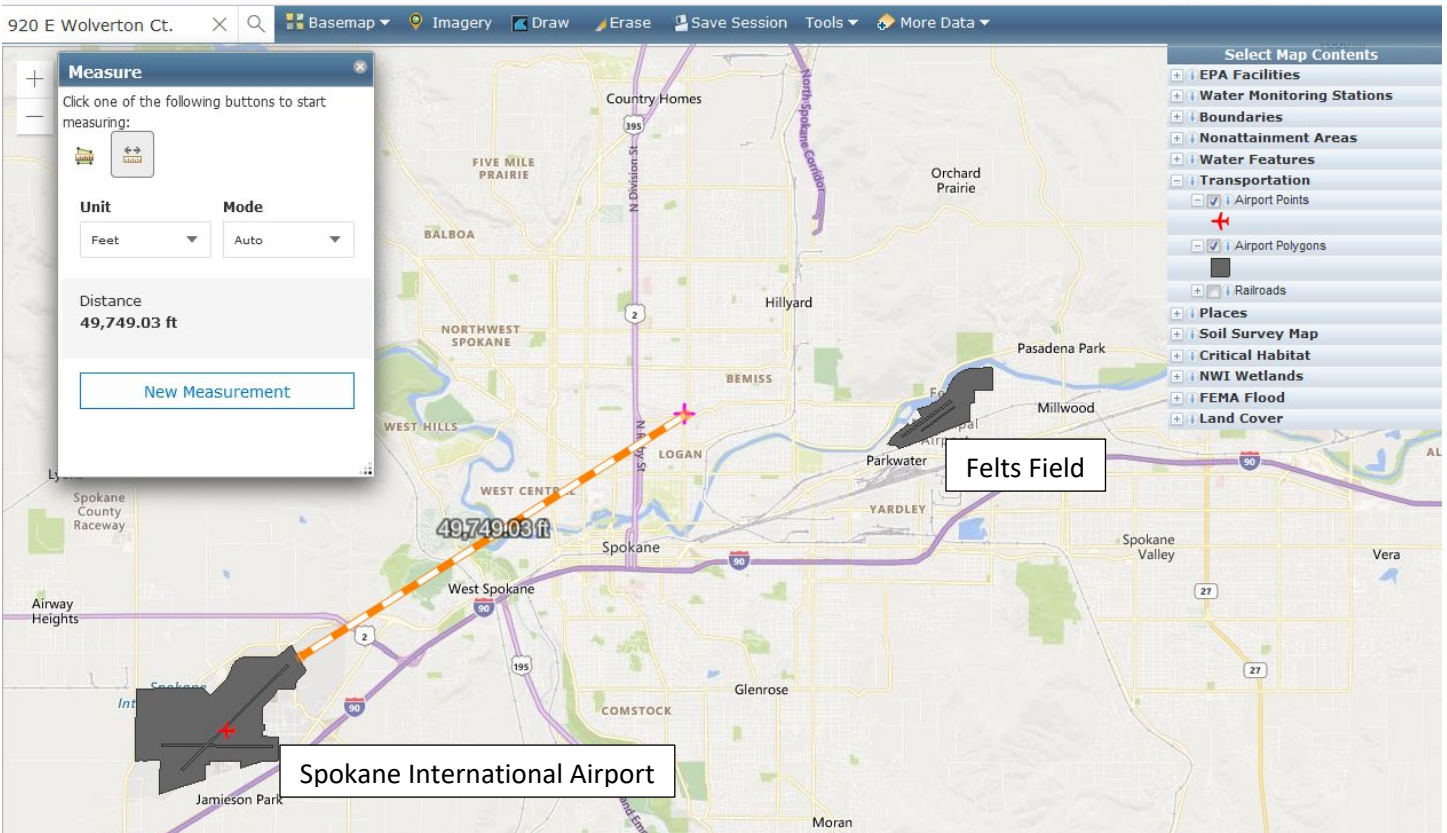 920 E Wolverton Ct.
Basemap
Imagery
Draw
Erase
Save Session
Tools
More Data
Measure
Click one of the following buttons to start
measuring:
Unit
Mode
Feet
Auto
Distance
49,749.03 ft
New Measurement
Select Map Contents
EPA Facilities
Water Monitoring Stations
Boundaries
Nonattainment Areas
Water Features
Transportation
Airport Points
Airport Polygons
Railroads
Places
Soil Survey Map
Critical Habitat
NWI Wetlands
FEMA Flood
Land Cover
Country Homes
395
North Spokane Corridor
FIVE MILE
PRAIRIE
N Division St
Orchard
Prairie
BALBOA
Hillyard
2
NORTHWEST
SPOKANE
Pasadena Park
BEMISS
Millwood
WEST HILLS
LOGAN
Parkwater
Felts Field
90
WEST
Spokane
County
Raceway
49,749.03 ft
YARDLEY
Spokane
90
Spokane
Valley
Vera
West Spokane
90
27
Airway
Heights
2
195
27
Spokane
Int
90
Glenrose
COMSTOCK
Spokane International Airport
Jamieson Park
Moran